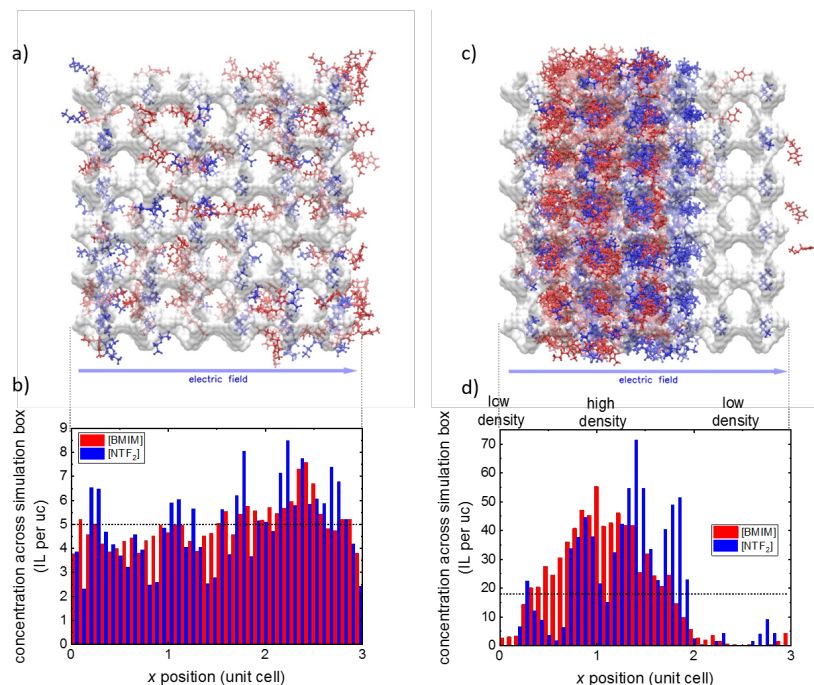 a)
electric field
b)
concentration across simulation box
(IL per uc)
9
8
7
6
5
4
3
2
1
0
[BMIM]
[NTF₂]
0
1
2
3
x position (unit cell)
c)
electric field
d)
low
density
high
density
low
density
concentration across simulation box
(IL per uc)
70
60
50
40
30
20
10
0
[BMIM]
[NTF₂]
0
1
2
3
x position (unit cell)